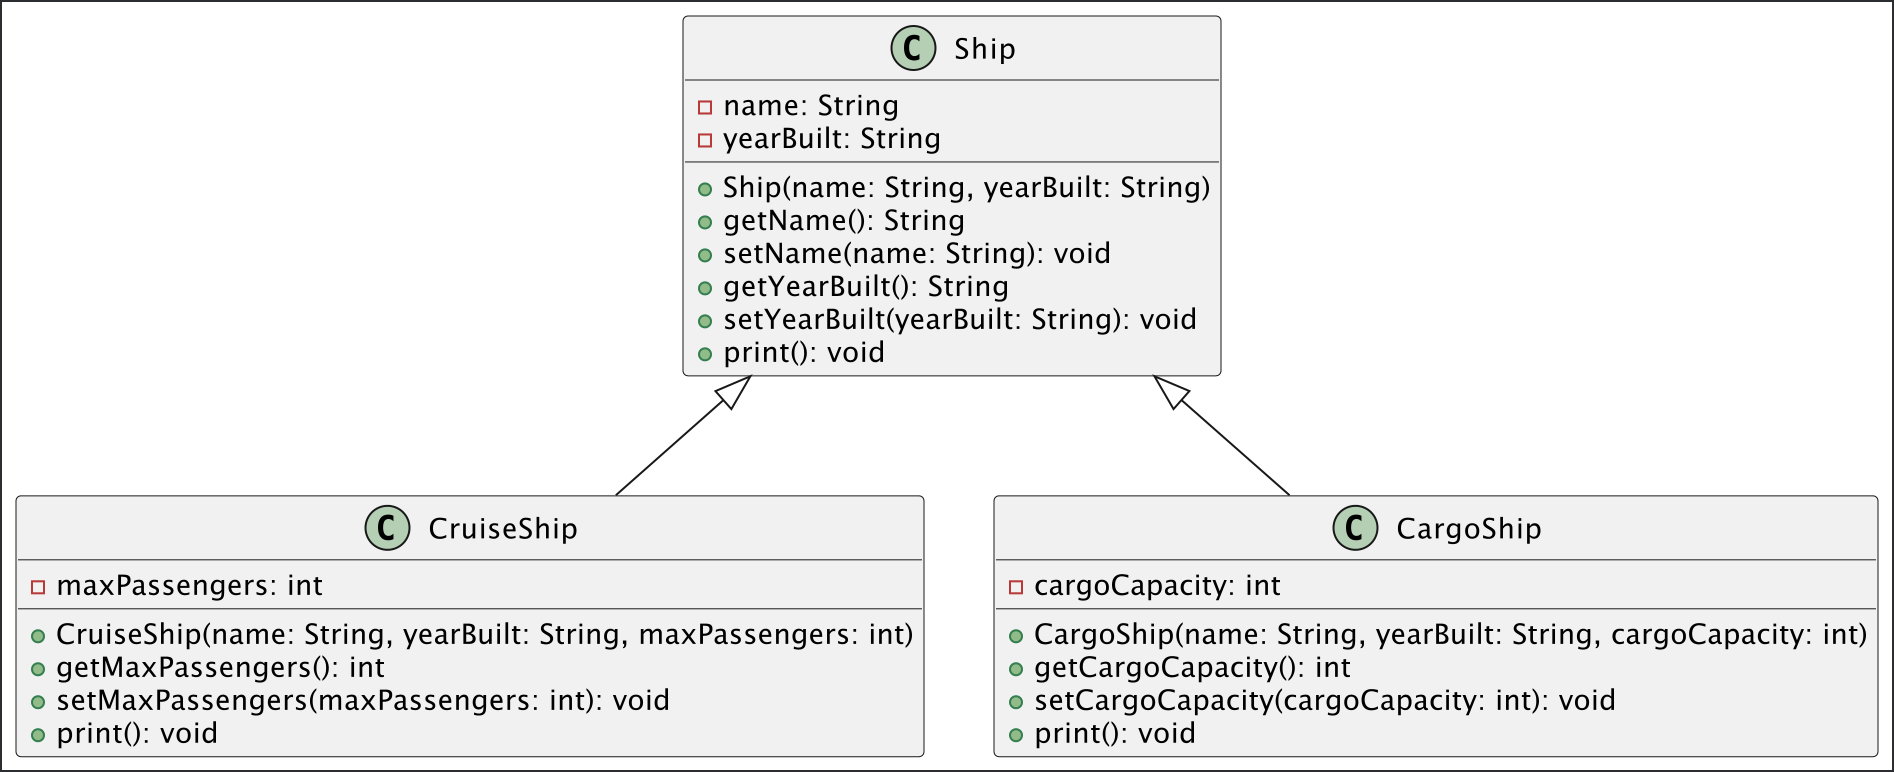 C Ship
name: String
yearBuilt: String
Ship(name: String, yearBuilt: String)
getName(): String
setName(name: String): void
getYearBuilt(): String
setYearBuilt(yearBuilt: String): void
print(): void
C CruiseShip
maxPassengers: int
CruiseShip(name: String, yearBuilt: String, maxPassengers: int)
getMaxPassengers(): int
setMaxPassengers(maxPassengers: int): void
print(): void
C CargoShip
cargoCapacity: int
CargoShip(name: String, yearBuilt: String, cargoCapacity: int)
getCargoCapacity(): int
setCargoCapacity(cargoCapacity: int): void
print(): void